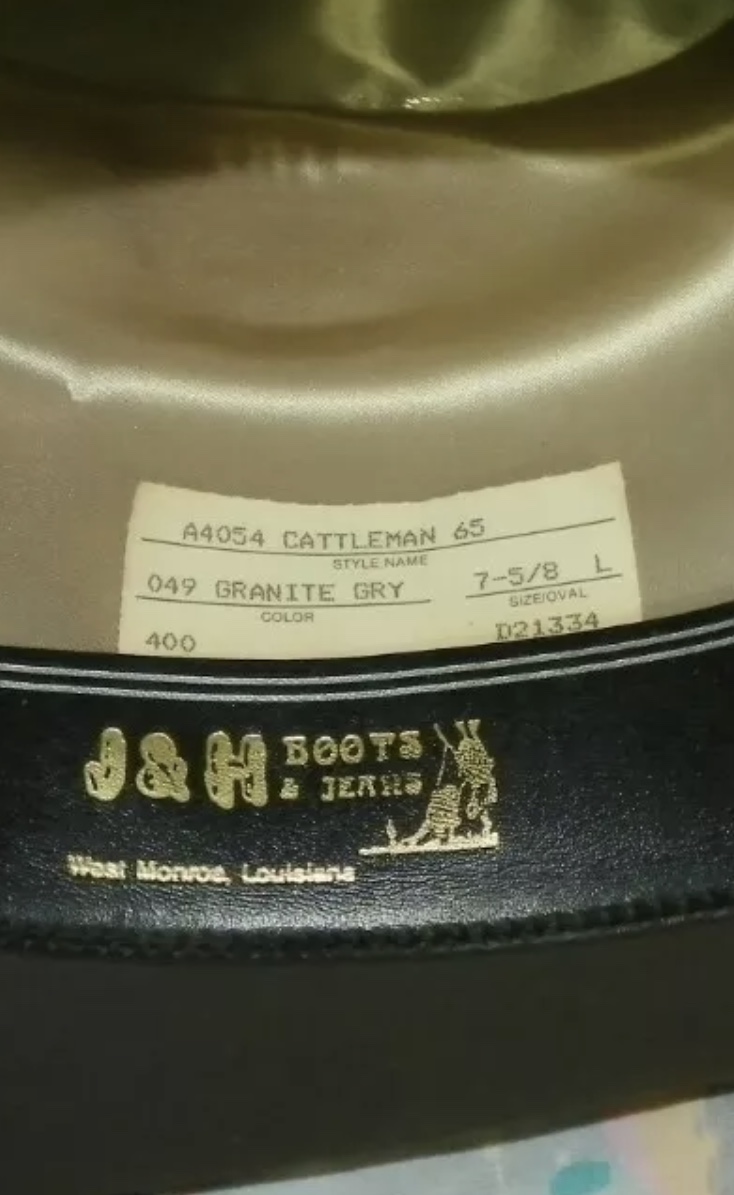 A4054 CATTLEMAN 65
STYLE NAME
049 GRANITE GRY 7-5/8 L
COLOR SIZE/OVAL
400 D21334
J & H BOOTS
& JEANS
West Monroe, Louisiana